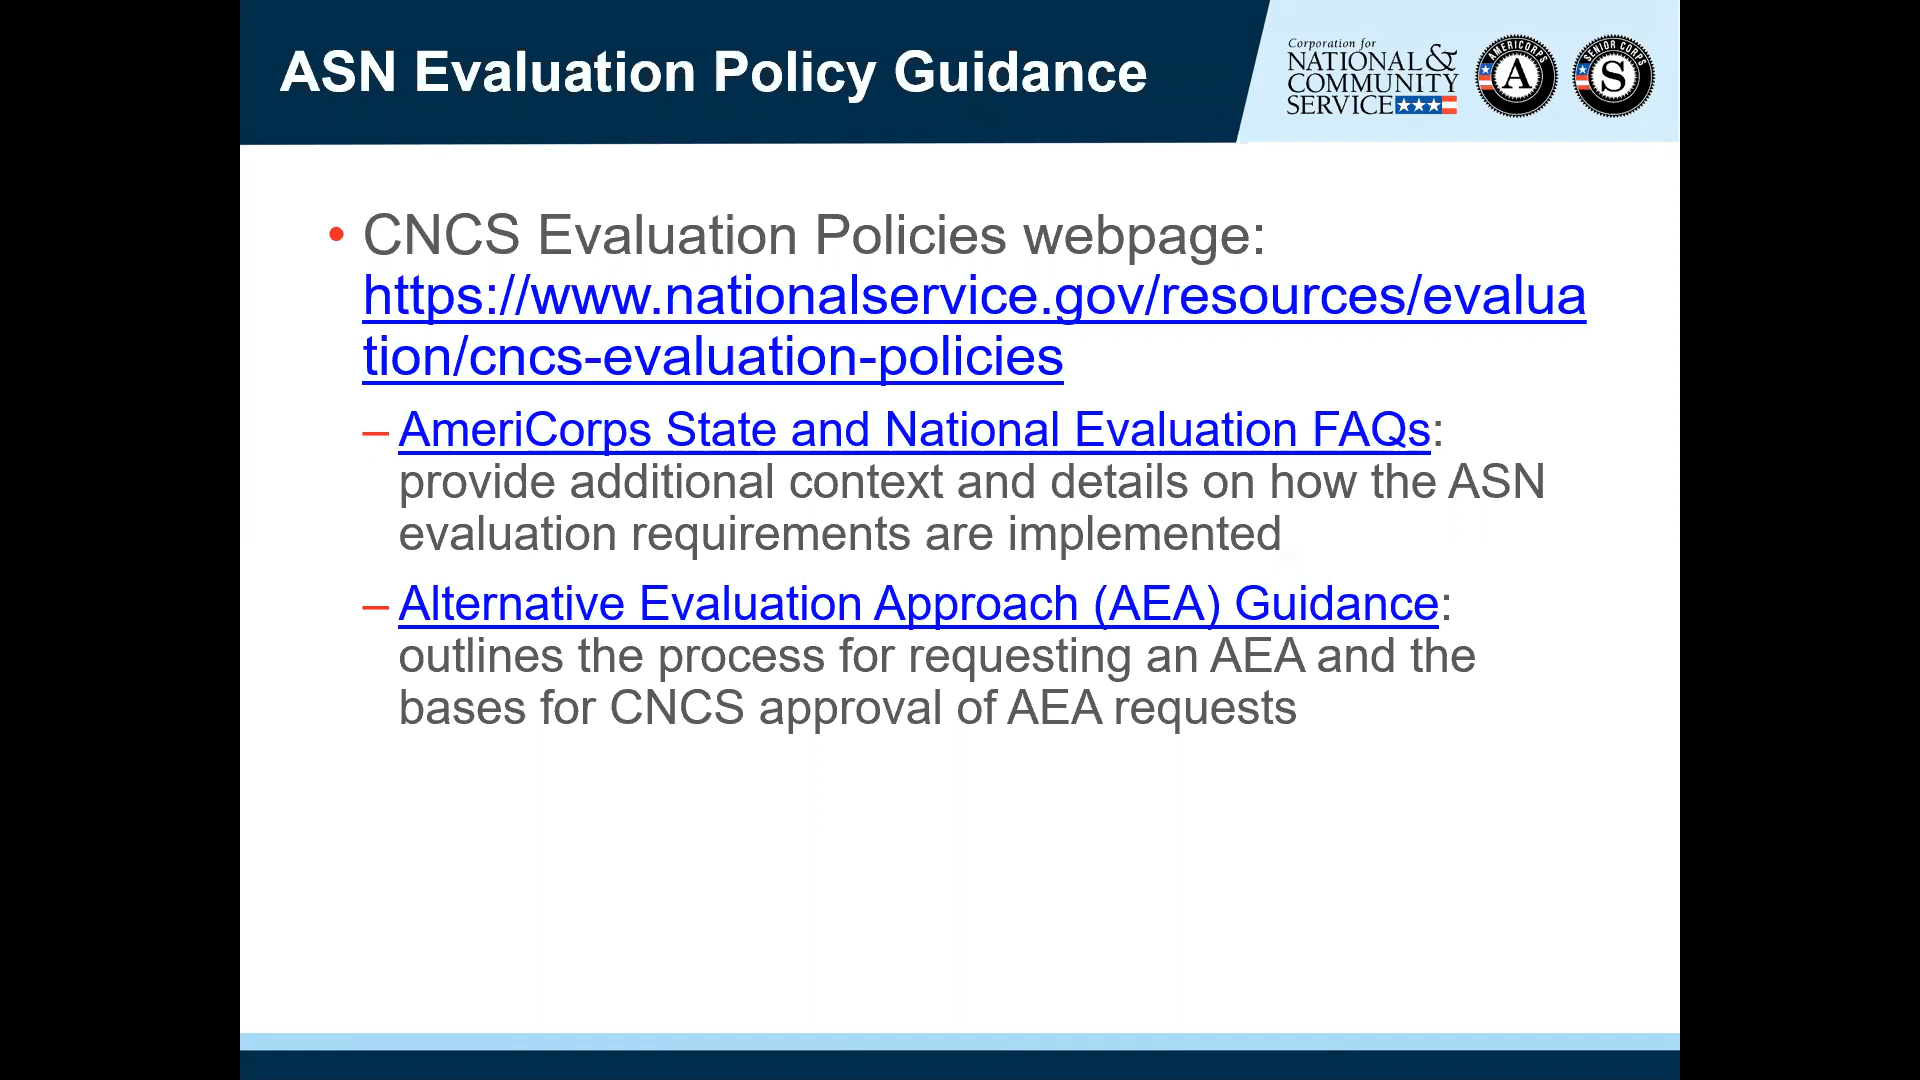 ASN Evaluation Policy Guidance
Corporation for
NATIONAL &
COMMUNITY
SERVICE
AMERICORPS
A
SENIOR CORPS
S
• CNCS Evaluation Policies webpage:
https://www.nationalservice.gov/resources/evalua
tion/cncs-evaluation-policies
– AmeriCorps State and National Evaluation FAQs:
provide additional context and details on how the ASN
evaluation requirements are implemented
– Alternative Evaluation Approach (AEA) Guidance:
outlines the process for requesting an AEA and the
bases for CNCS approval of AEA requests